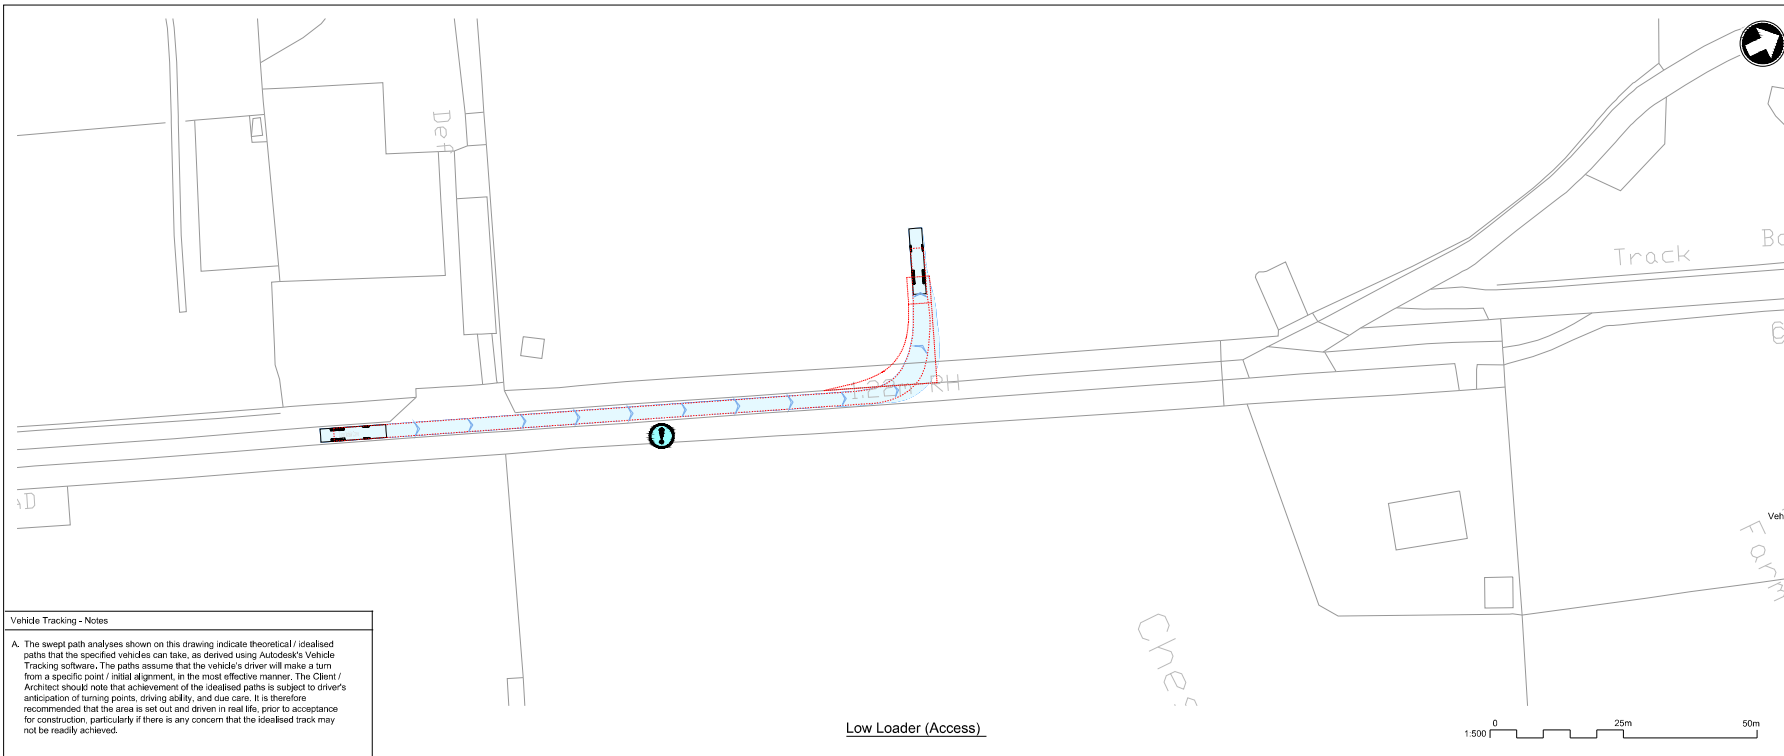 Def
Track
1.22m RH
Farm
Veh
Vehicle Tracking - Notes
A. The swept path analyses shown on this drawing indicate theoretical / idealised
paths that the specified vehicles can take, as derived using Autodesk's Vehicle
Tracking software. The paths assume that the vehicle's driver will make a turn
from a specific point / initial alignment, in the most effective manner. The Client /
Architect should note that achievement of the idealised paths is subject to driver's
anticipation of turning points, driving ability, and due care. It is therefore
recommended that the area is set out and driven in real life, prior to acceptance
for construction, particularly if there is any concern that the idealised track may
not be readily achieved.
Low Loader (Access)
0 25m 50m
1:500